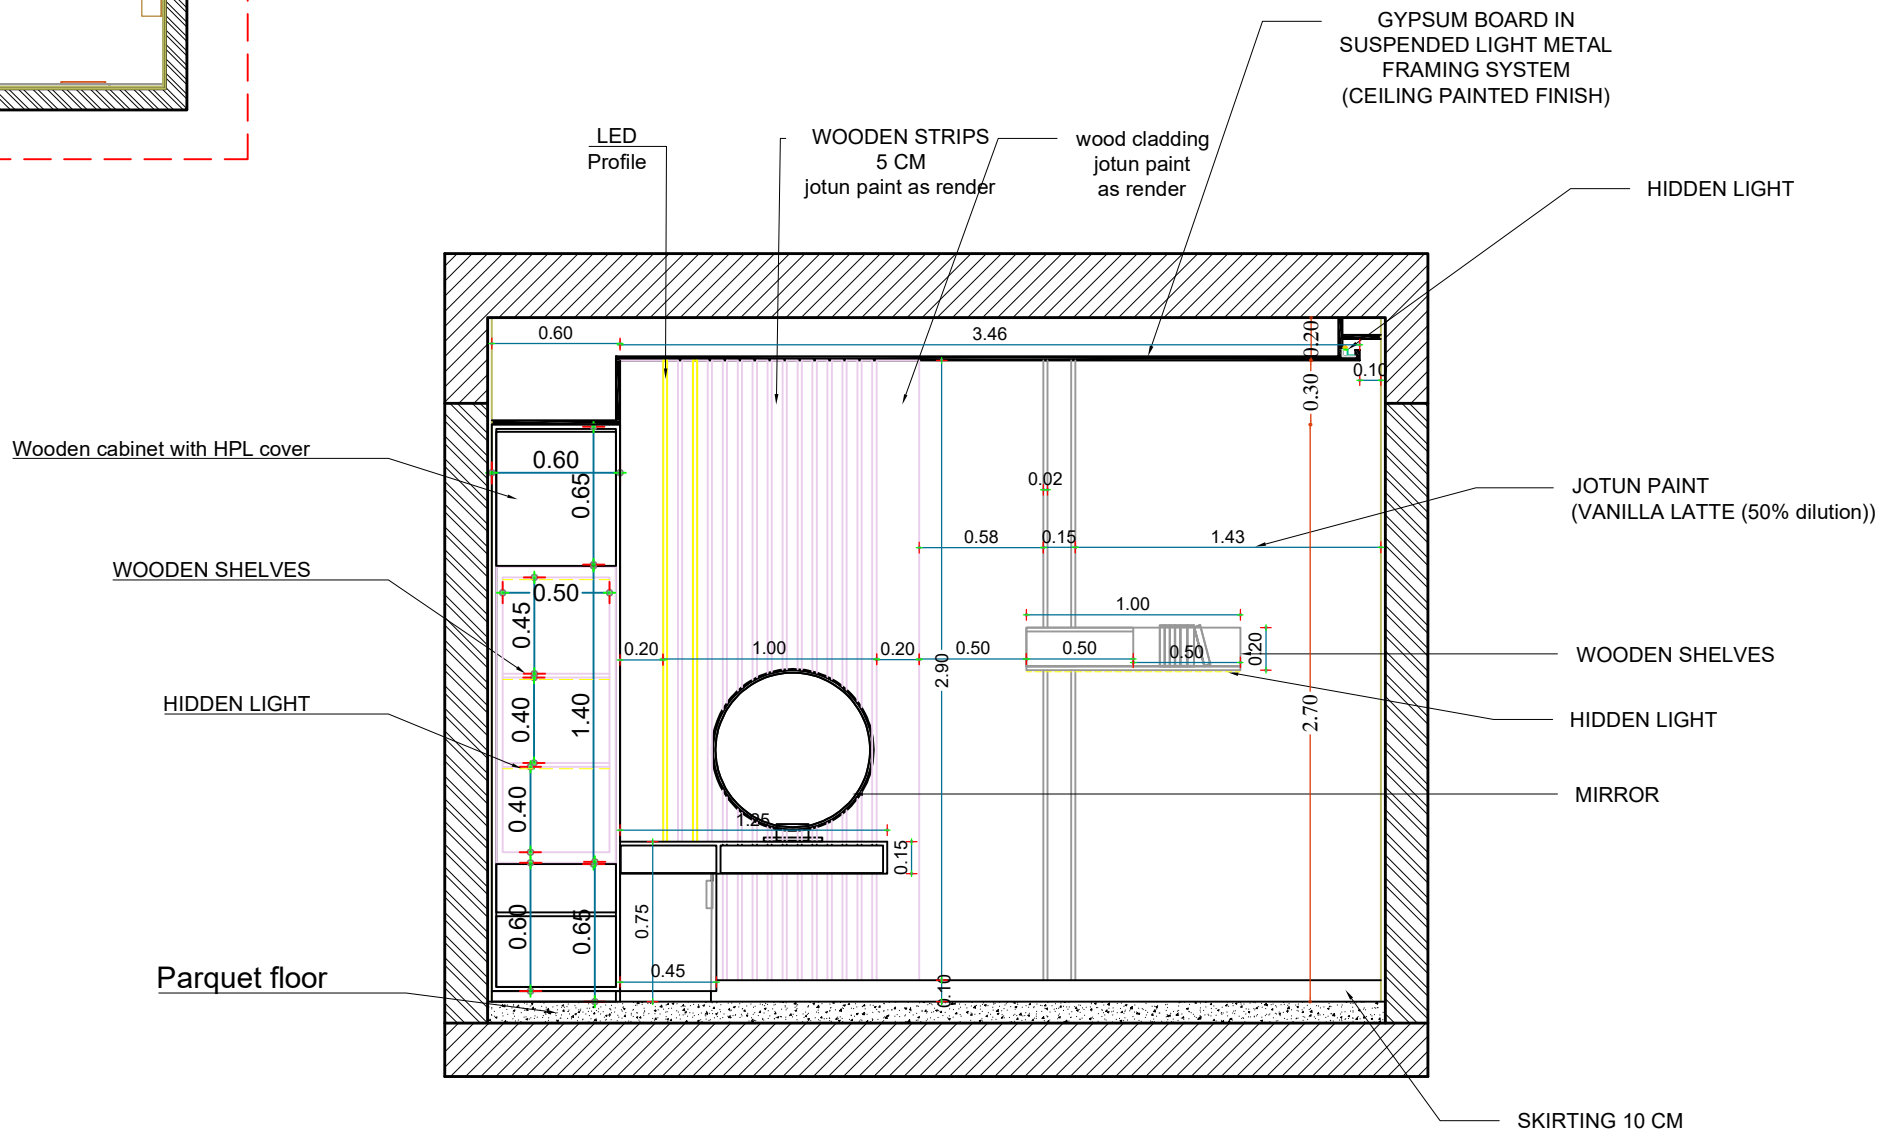 GYPSUM BOARD IN
SUSPENDED LIGHT METAL
FRAMING SYSTEM
(CEILING PAINTED FINISH)
LED
Profile
WOODEN STRIPS
5 CM
jotun paint as render
wood cladding
jotun paint
as render
HIDDEN LIGHT
0.60
3.46
0.20
0.10
0.30
Wooden cabinet with HPL cover
0.60
0.65
0.02
JOTUN PAINT
(VANILLA LATTE (50% dilution))
0.58
0.15
1.43
WOODEN SHELVES
0.50
0.45
1.00
0.20
1.00
0.20
0.50
0.50
0.50
0.20
WOODEN SHELVES
2.90
HIDDEN LIGHT
0.40
1.40
2.70
HIDDEN LIGHT
MIRROR
0.40
1.25
0.15
0.60
0.65
0.75
0.45
Parquet floor
0.10
SKIRTING 10 CM